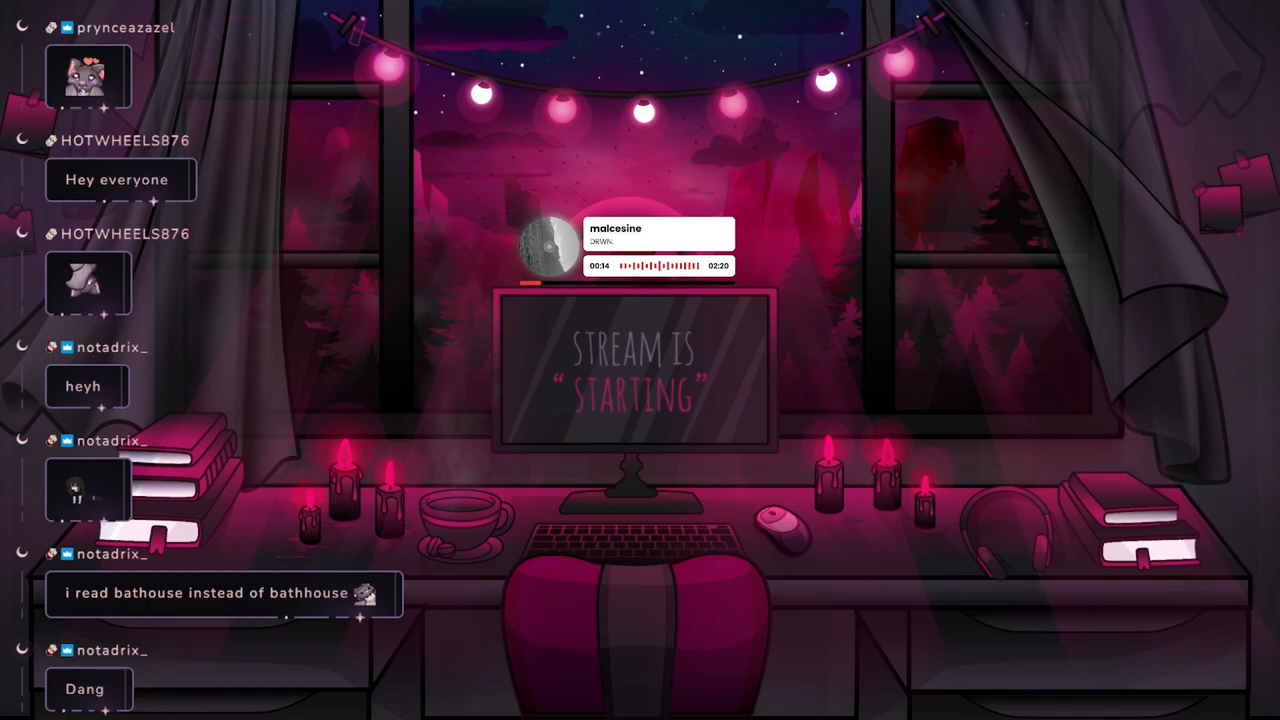 prynceazazel
HOTWHEELS876
Hey everyone
HOTWHEELS876
notadrix_
heyh
notadrix_
notadrix_
i read bathouse instead of bathhouse
notadrix_
Dang
malcesine
DRWN.
00:14 02:20
STREAM IS
“ STARTING”